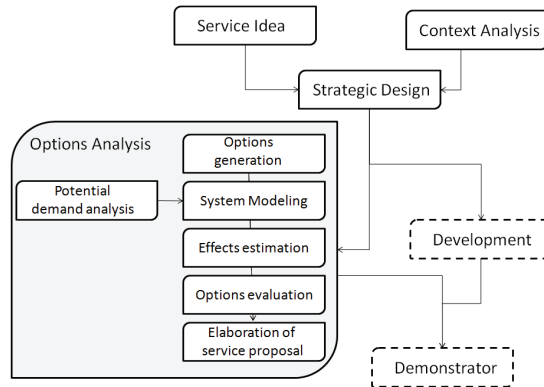 Service Idea
Context Analysis
Strategic Design
Options Analysis
Options
generation
Potential
demand analysis
System Modeling
Effects estimation
Development
Options evaluation
Elaboration of
service proposal
Demonstrator